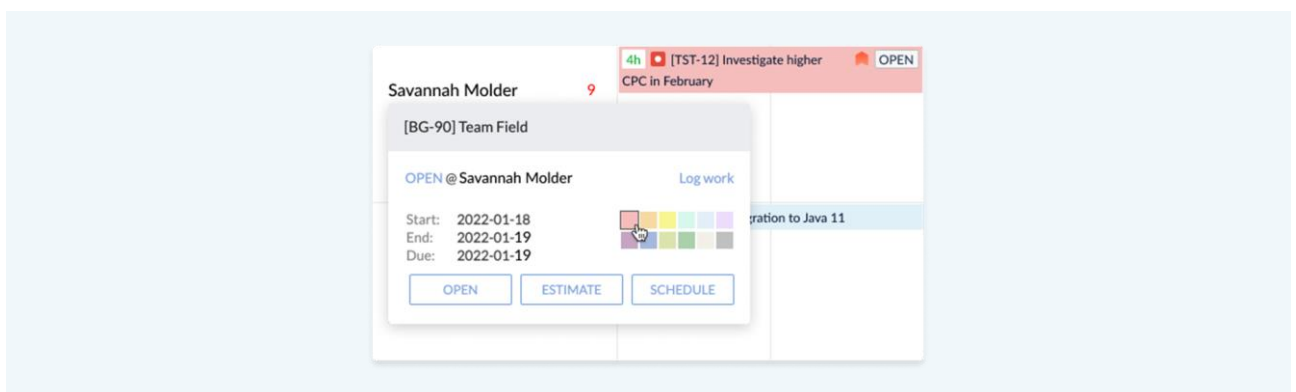 4h [TST-12] Investigate higher OPEN
CPC in February
Savannah Molder 9
[BG-90] Team Field
OPEN @ Savannah Molder Log work
Start: 2022-01-18
gration to Java 11
End: 2022-01-19
Due: 2022-01-19
OPEN ESTIMATE SCHEDULE